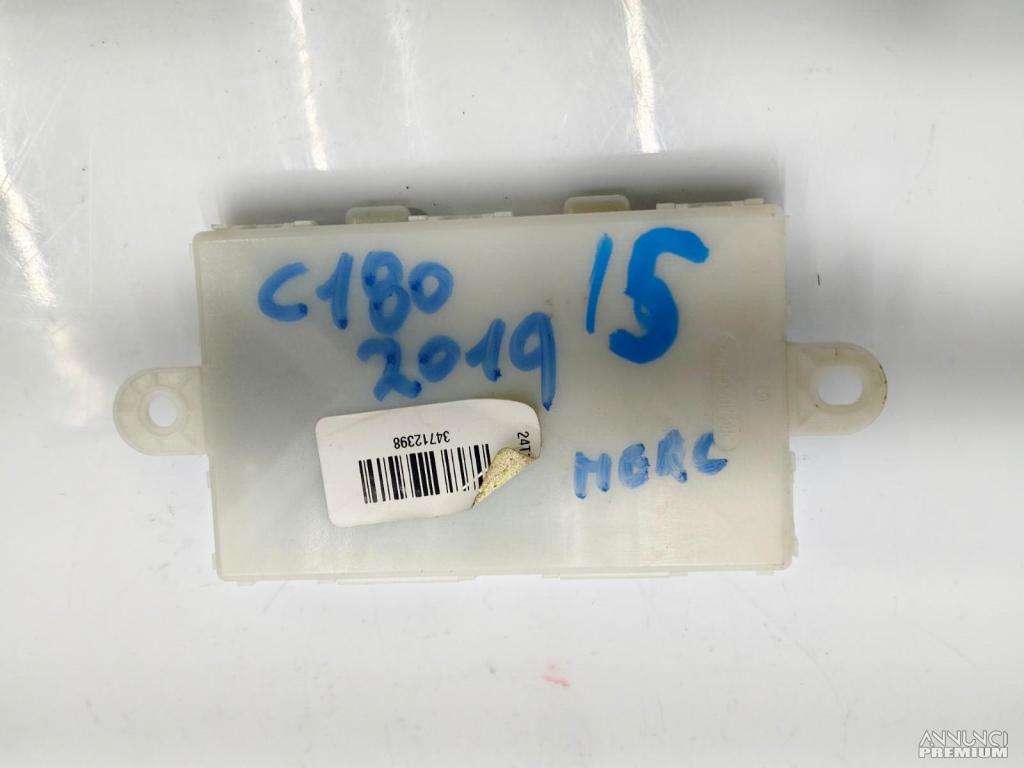 C180
15
2019
MERC
34712398
24T
ANNUNCI
PREMIUM